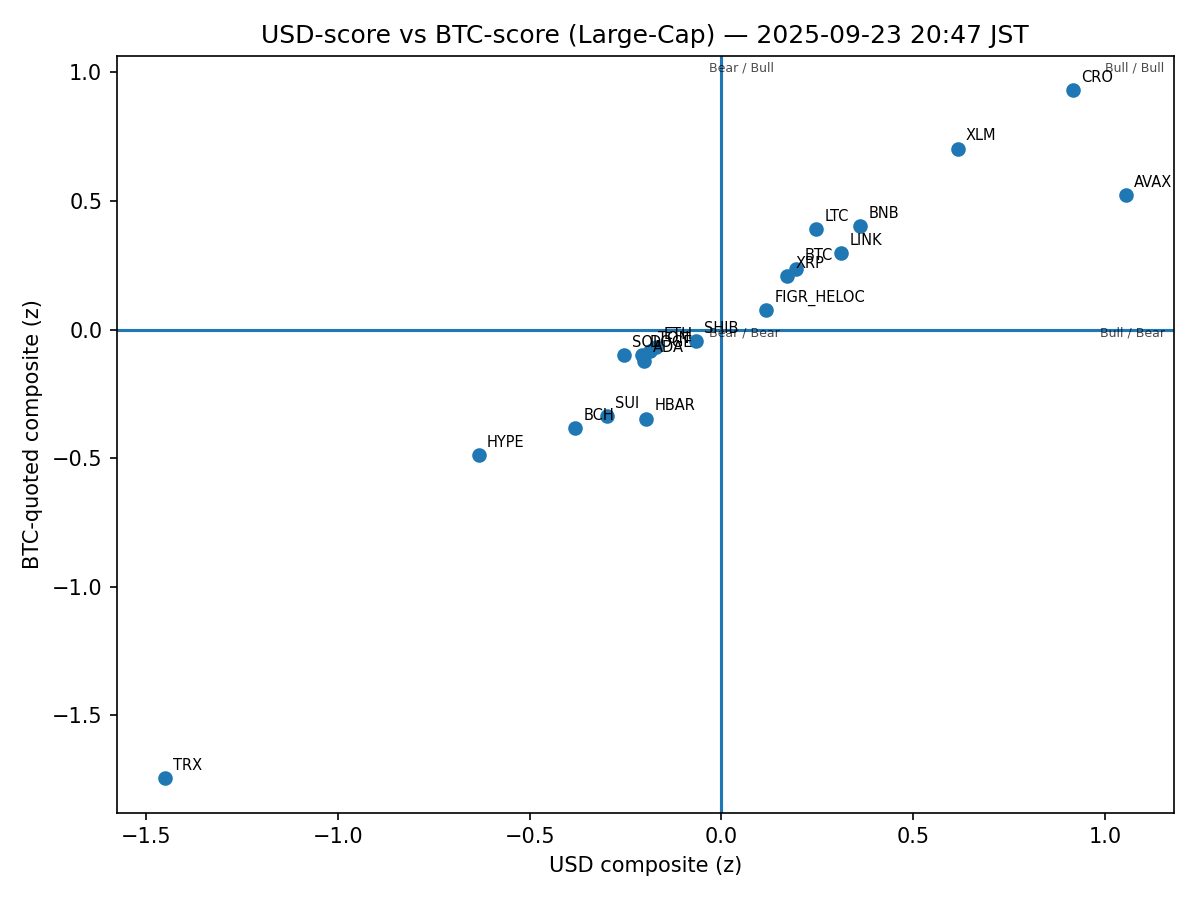 USD-score vs BTC-score (Large-Cap) — 2025-09-23 20:47 JST
Bear / Bull
Bull / Bull
CRO
XLM
AVAX
LTC
BNB
LINK
BTC
XRP
FIGR_HELOC
SHIB
ETH
SOL
DOGE
ADA
Bear / Bear
Bull / Bear
SUI
HBAR
BCH
HYPE
TRX
1.0
0.5
0.0
−0.5
−1.0
−1.5
BTC-quoted composite (z)
−1.5
−1.0
−0.5
0.0
0.5
1.0
USD composite (z)